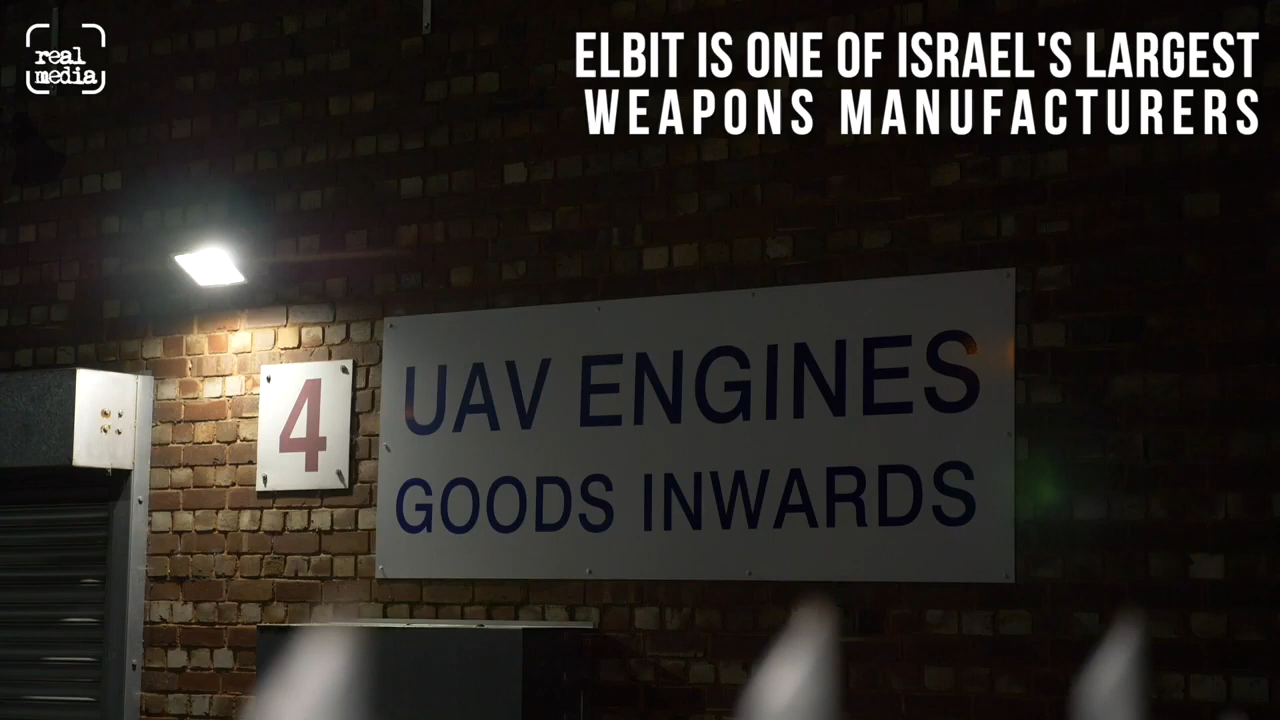 real
media
ELBIT IS ONE OF ISRAEL'S LARGEST
WEAPONS MANUFACTURERS
4
UAV ENGINES
GOODS INWARDS